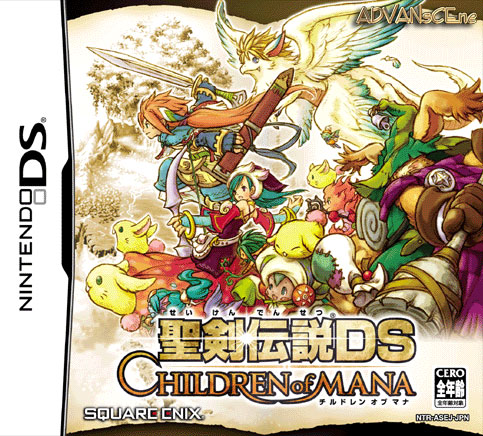 ADVANsCEne
NINTENDO DS
せいけんでんせつ
聖剣伝説DS
CHILDREN of MANA
チルドレン オブ マナ
SQUARE ENIX
CERO
全年齢
全年齢対象
NTR-ASEJ-JPN